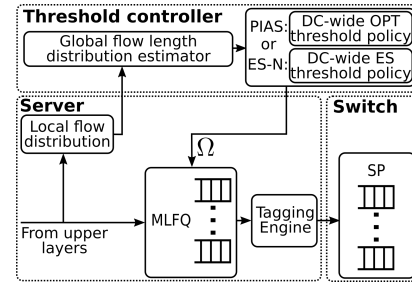 Threshold controller
Global flow length
distribution estimator
PIAS:
or
ES-N:
DC-wide OPT
threshold policy
DC-wide ES
threshold policy
Server
Switch
Local flow
distribution
Ω
MLFQ
Tagging
Engine
SP
From upper
layers